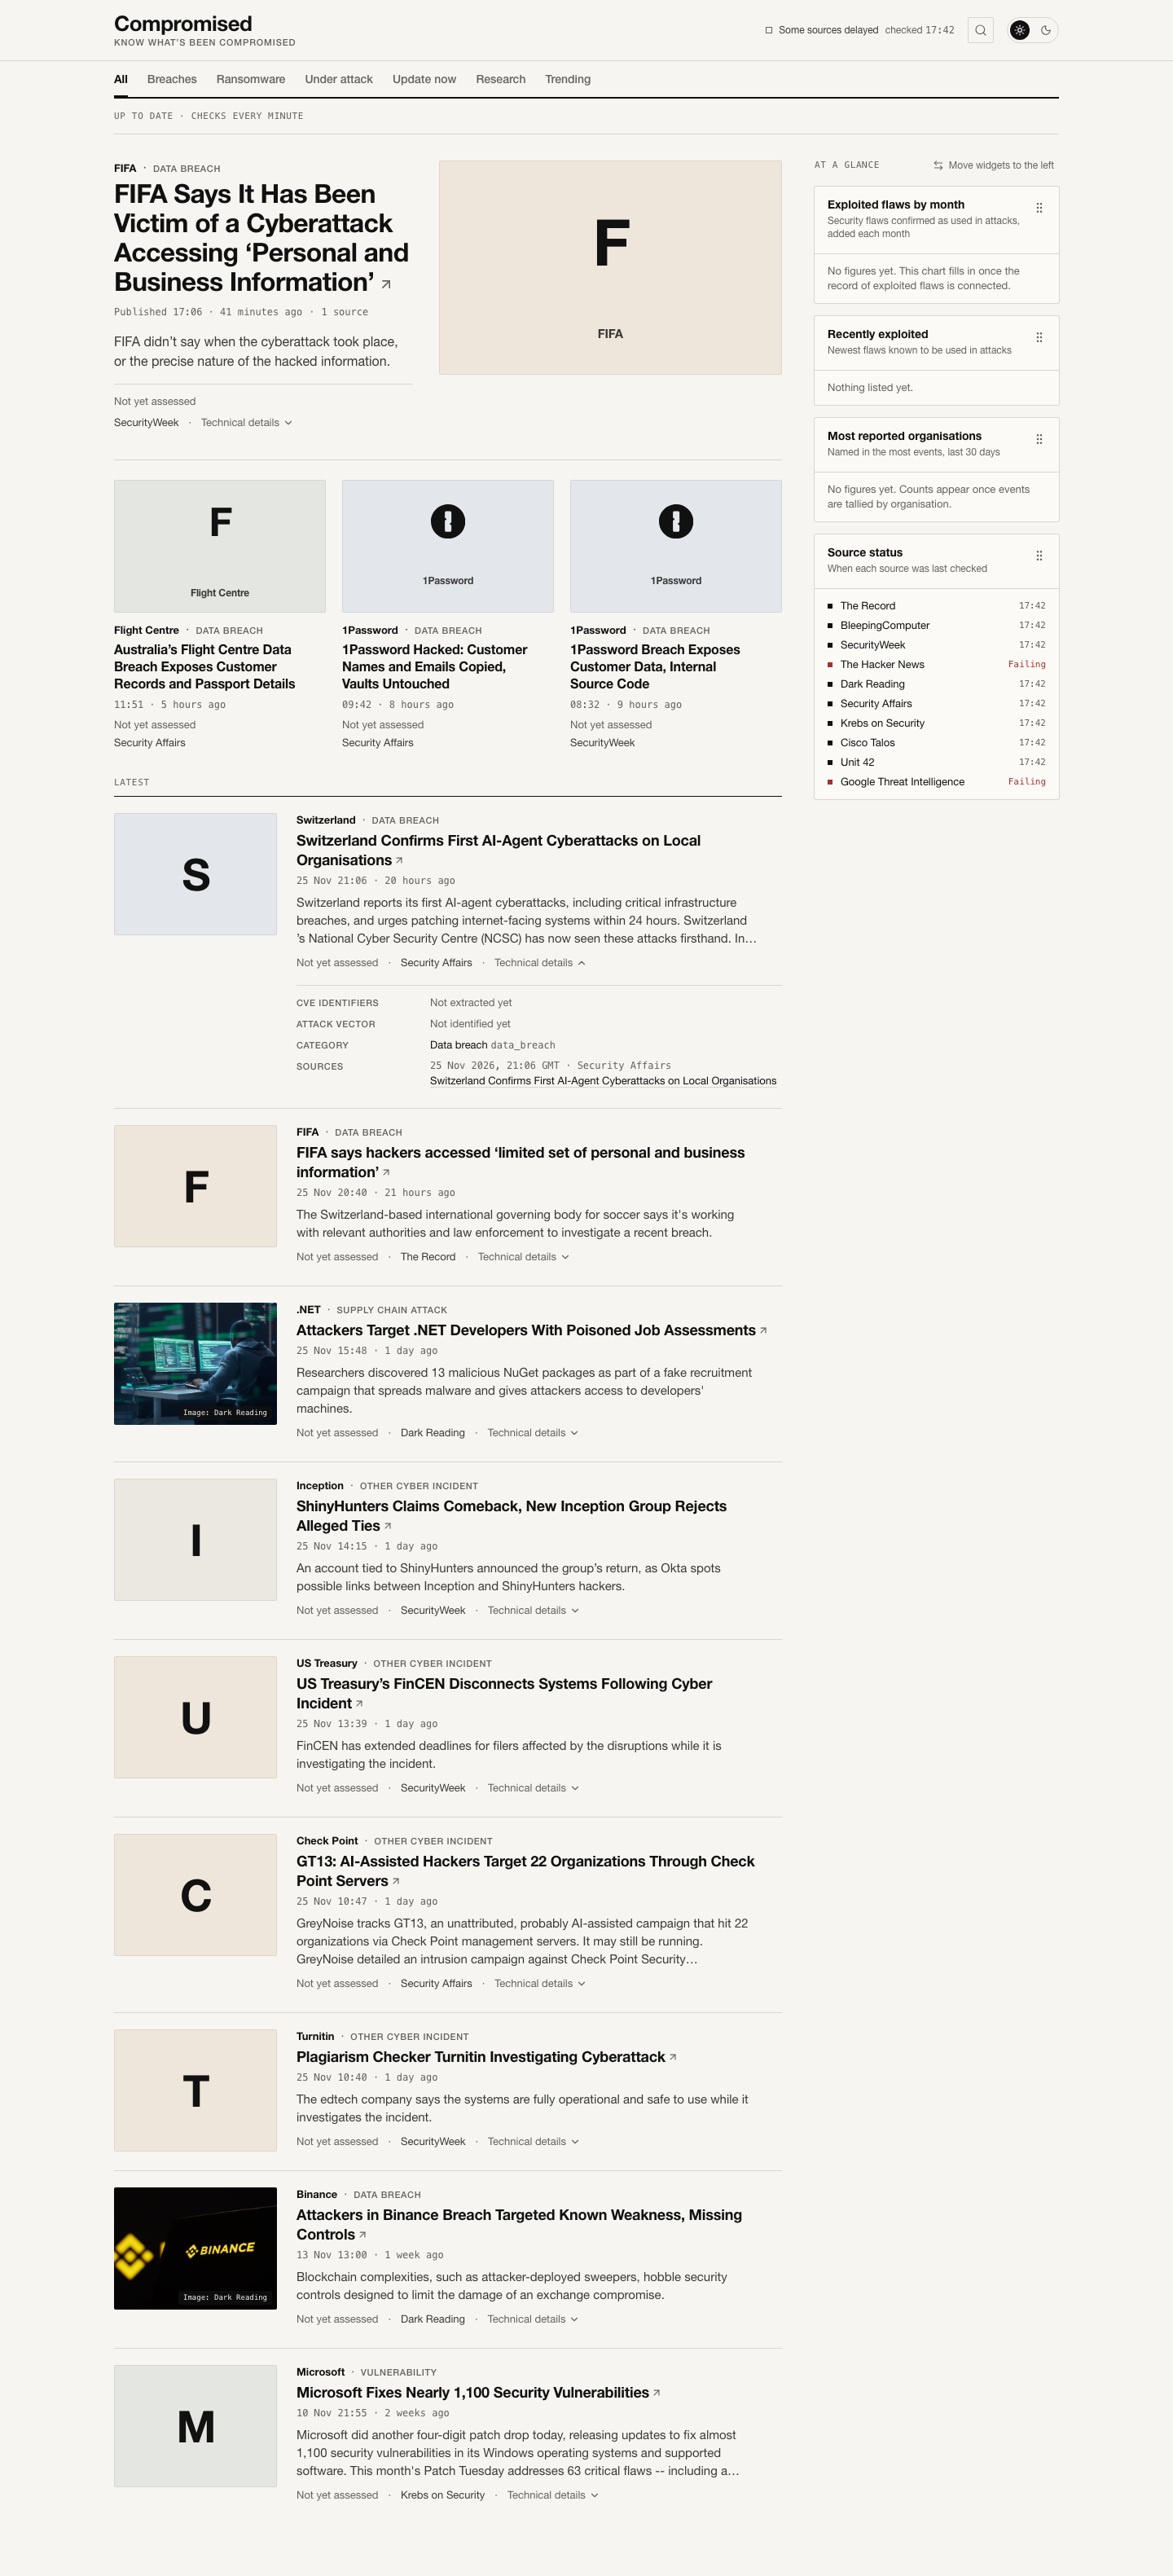 Compromised
KNOW WHAT'S BEEN COMPROMISED
Some sources delayed checked 17:42
All Breaches Ransomware Under attack Update now Research Trending
UP TO DATE · CHECKS EVERY MINUTE
FIFA · DATA BREACH
FIFA Says It Has Been
Victim of a Cyberattack
Accessing ‘Personal and
Business Information’
Published 17:06 · 41 minutes ago · 1 source
FIFA didn’t say when the cyberattack took place,
or the precise nature of the hacked information.
Not yet assessed
SecurityWeek · Technical details
F
FIFA
F
Flight Centre
Flight Centre · DATA BREACH
Australia’s Flight Centre Data
Breach Exposes Customer
Records and Passport Details
11:51 · 5 hours ago
Not yet assessed
Security Affairs
1Password
1Password · DATA BREACH
1Password Hacked: Customer
Names and Emails Copied,
Vaults Untouched
09:42 · 8 hours ago
Not yet assessed
Security Affairs
1Password
1Password · DATA BREACH
1Password Breach Exposes
Customer Data, Internal
Source Code
08:32 · 9 hours ago
Not yet assessed
SecurityWeek
LATEST
S
Switzerland · DATA BREACH
Switzerland Confirms First AI-Agent Cyberattacks on Local
Organisations
25 Nov 21:06 · 20 hours ago
Switzerland reports its first AI-agent cyberattacks, including critical infrastructure
breaches, and urges patching internet-facing systems within 24 hours. Switzerland
’s National Cyber Security Centre (NCSC) has now seen these attacks firsthand. In…
Not yet assessed · Security Affairs · Technical details
CVE IDENTIFIERS Not extracted yet
ATTACK VECTOR Not identified yet
CATEGORY Data breach data_breach
SOURCES 25 Nov 2026, 21:06 GMT · Security Affairs
Switzerland Confirms First AI-Agent Cyberattacks on Local Organisations
F
FIFA · DATA BREACH
FIFA says hackers accessed ‘limited set of personal and business
information’
25 Nov 20:40 · 21 hours ago
The Switzerland-based international governing body for soccer says it's working
with relevant authorities and law enforcement to investigate a recent breach.
Not yet assessed · The Record · Technical details
Image: Dark Reading
.NET · SUPPLY CHAIN ATTACK
Attackers Target .NET Developers With Poisoned Job Assessments
25 Nov 15:48 · 1 day ago
Researchers discovered 13 malicious NuGet packages as part of a fake recruitment
campaign that spreads malware and gives attackers access to developers'
machines.
Not yet assessed · Dark Reading · Technical details
I
Inception · OTHER CYBER INCIDENT
ShinyHunters Claims Comeback, New Inception Group Rejects
Alleged Ties
25 Nov 14:15 · 1 day ago
An account tied to ShinyHunters announced the group’s return, as Okta spots
possible links between Inception and ShinyHunters hackers.
Not yet assessed · SecurityWeek · Technical details
U
US Treasury · OTHER CYBER INCIDENT
US Treasury’s FinCEN Disconnects Systems Following Cyber
Incident
25 Nov 13:39 · 1 day ago
FinCEN has extended deadlines for filers affected by the disruptions while it is
investigating the incident.
Not yet assessed · SecurityWeek · Technical details
C
Check Point · OTHER CYBER INCIDENT
GT13: AI-Assisted Hackers Target 22 Organizations Through Check
Point Servers
25 Nov 10:47 · 1 day ago
GreyNoise tracks GT13, an unattributed, probably AI-assisted campaign that hit 22
organizations via Check Point management servers. It may still be running.
GreyNoise detailed an intrusion campaign against Check Point Security…
Not yet assessed · Security Affairs · Technical details
T
Turnitin · OTHER CYBER INCIDENT
Plagiarism Checker Turnitin Investigating Cyberattack
25 Nov 10:40 · 1 day ago
The edtech company says the systems are fully operational and safe to use while it
investigates the incident.
Not yet assessed · SecurityWeek · Technical details
BINANCE
Image: Dark Reading
Binance · DATA BREACH
Attackers in Binance Breach Targeted Known Weakness, Missing
Controls
13 Nov 13:00 · 1 week ago
Blockchain complexities, such as attacker-deployed sweepers, hobble security
controls designed to limit the damage of an exchange compromise.
Not yet assessed · Dark Reading · Technical details
M
Microsoft · VULNERABILITY
Microsoft Fixes Nearly 1,100 Security Vulnerabilities
10 Nov 21:55 · 2 weeks ago
Microsoft did another four-digit patch drop today, releasing updates to fix almost
1,100 security vulnerabilities in its Windows operating systems and supported
software. This month's Patch Tuesday addresses 63 critical flaws -- including a…
Not yet assessed · Krebs on Security · Technical details
AT A GLANCE Move widgets to the left
Exploited flaws by month
Security flaws confirmed as used in attacks,
added each month
No figures yet. This chart fills in once the
record of exploited flaws is connected.
Recently exploited
Newest flaws known to be used in attacks
Nothing listed yet.
Most reported organisations
Named in the most events, last 30 days
No figures yet. Counts appear once events
are tallied by organisation.
Source status
When each source was last checked
The Record 17:42
BleepingComputer 17:42
SecurityWeek 17:42
The Hacker News Failing
Dark Reading 17:42
Security Affairs 17:42
Krebs on Security 17:42
Cisco Talos 17:42
Unit 42 17:42
Google Threat Intelligence Failing